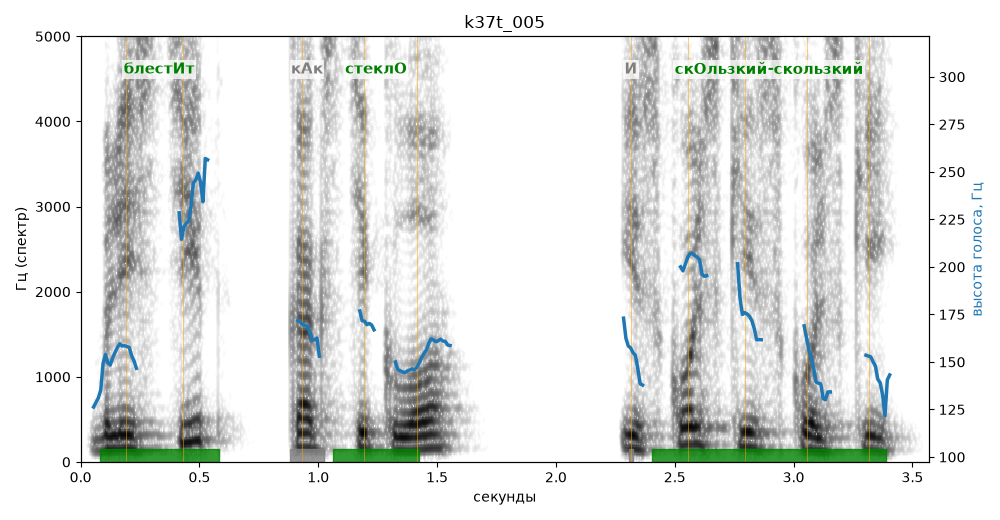 k37t_005
блестИт
кАк
стеклО
И
скОльзкий-скользкий
Гц (спектр)
5000
4000
3000
2000
1000
0
300
275
250
225
200
175
150
125
100
высота голоса, Гц
0.0 0.5 1.0 1.5 2.0 2.5 3.0 3.5
секунды